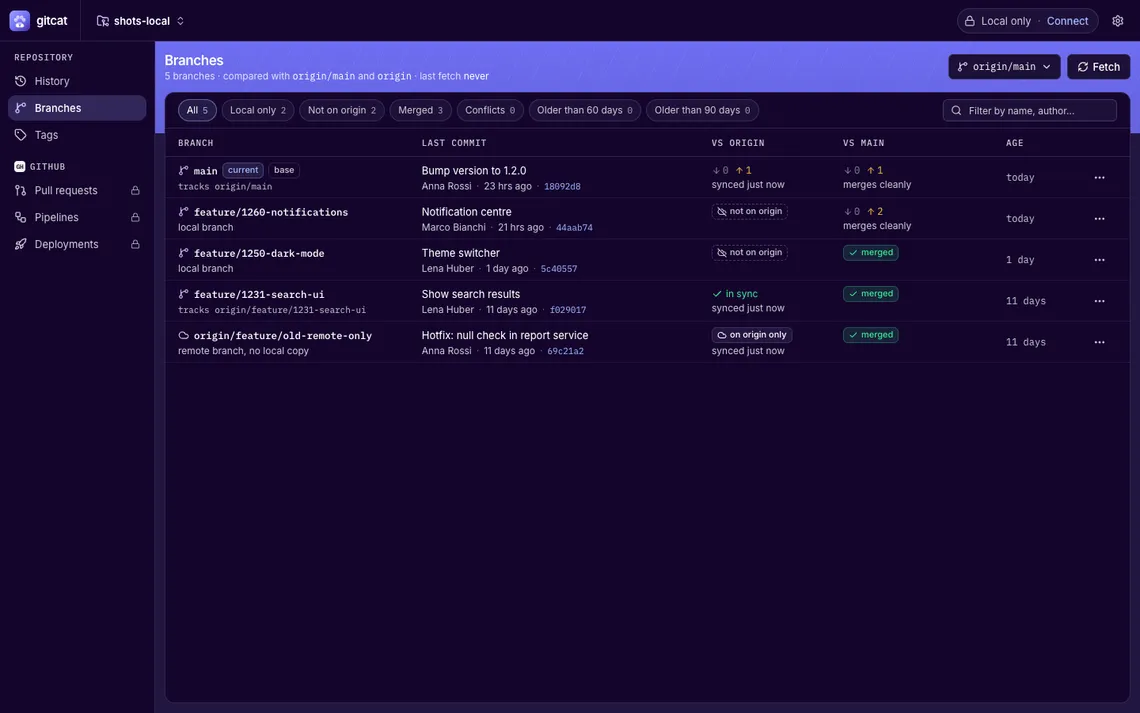 gitcat
shots-local
Local only · Connect
REPOSITORY
History
Branches
Tags
GH GITHUB
Pull requests
Pipelines
Deployments
Branches
5 branches · compared with origin/main and origin · last fetch never
origin/main
Fetch
All 5
Local only 2
Not on origin 2
Merged 3
Conflicts 0
Older than 60 days 0
Older than 90 days 0
Filter by name, author...
BRANCH LAST COMMIT VS ORIGIN VS MAIN AGE
main current base Bump version to 1.2.0 ↓0 ↑1 ↓0 ↑1 today
tracks origin/main Anna Rossi · 23 hrs ago · 18092d8 synced just now merges cleanly
feature/1260-notifications Notification centre not on origin ↓0 ↑2 today
local branch Marco Bianchi · 21 hrs ago · 44aab74 merges cleanly
feature/1250-dark-mode Theme switcher not on origin merged 1 day
local branch Lena Huber · 1 day ago · 5c40557
feature/1231-search-ui Show search results in sync merged 11 days
tracks origin/feature/1231-search-ui Lena Huber · 11 days ago · f029017 synced just now
origin/feature/old-remote-only Hotfix: null check in report service on origin only merged 11 days
remote branch, no local copy Anna Rossi · 11 days ago · 69c21a2 synced just now